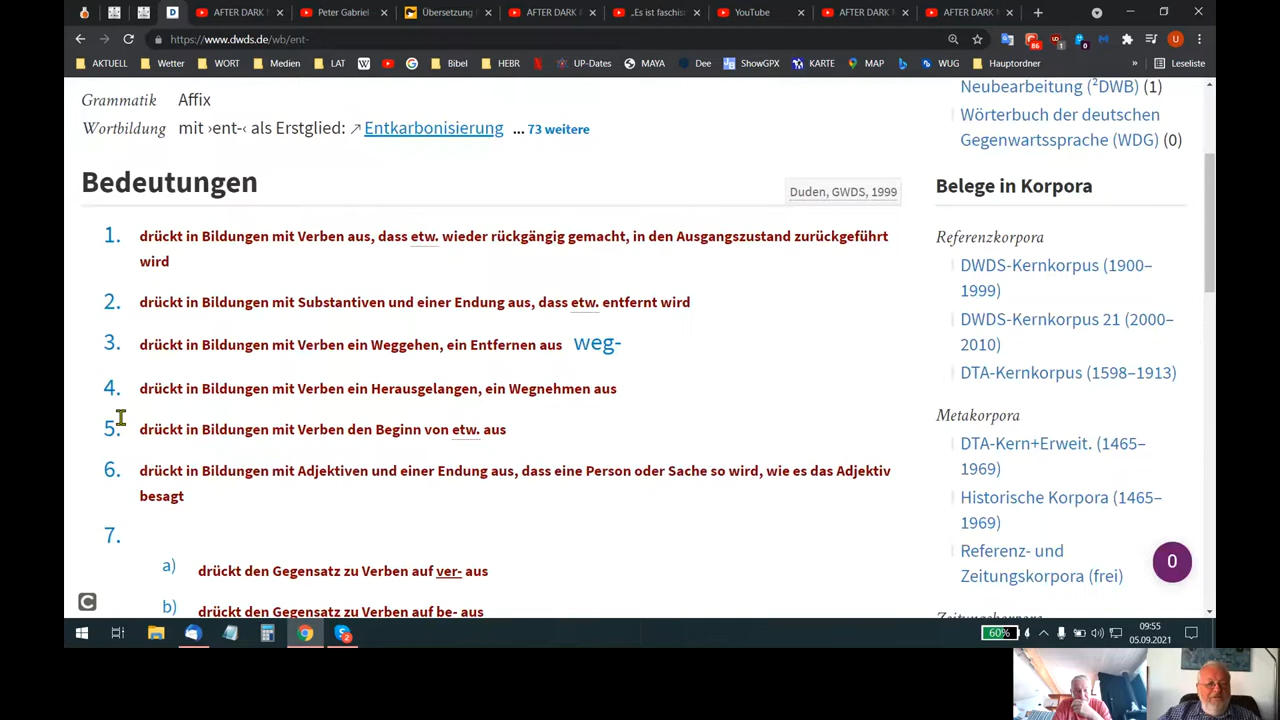 AFTER DARK
Peter Gabriel
Übersetzung
AFTER DARK
„Es ist faschis
YouTube
AFTER DARK
AFTER DARK
https://www.dwds.de/wb/ent-
86
1
0
U
AKTUELL Wetter WORT Medien LAT Bibel HEBR UP-Dates MAYA Dee ShowGPX KARTE MAP WUG Hauptordner » Leseliste
Grammatik Affix
Wortbildung mit ›ent-‹ als Erstglied: ↗ Entkarbonisierung ... 73 weitere
Bedeutungen
Duden, GWDS, 1999
1. drückt in Bildungen mit Verben aus, dass etw. wieder rückgängig gemacht, in den Ausgangszustand zurückgeführt
wird
2. drückt in Bildungen mit Substantiven und einer Endung aus, dass etw. entfernt wird
3. drückt in Bildungen mit Verben ein Weggehen, ein Entfernen aus weg-
4. drückt in Bildungen mit Verben ein Herausgelangen, ein Wegnehmen aus
5. drückt in Bildungen mit Verben den Beginn von etw. aus
6. drückt in Bildungen mit Adjektiven und einer Endung aus, dass eine Person oder Sache so wird, wie es das Adjektiv
besagt
7.
a) drückt den Gegensatz zu Verben auf ver- aus
b) drückt den Gegensatz zu Verben auf be- aus
Neubearbeitung (²DWB) (1)
Wörterbuch der deutschen
Gegenwartssprache (WDG) (0)
Belege in Korpora
Referenzkorpora
DWDS-Kernkorpus (1900–
1999)
DWDS-Kernkorpus 21 (2000–
2010)
DTA-Kernkorpus (1598–1913)
Metakorpora
DTA-Kern+Erweit. (1465–
1969)
Historische Korpora (1465–
1969)
Referenz- und
Zeitungskorpora (frei)
0
60%
09:55
05.09.2021